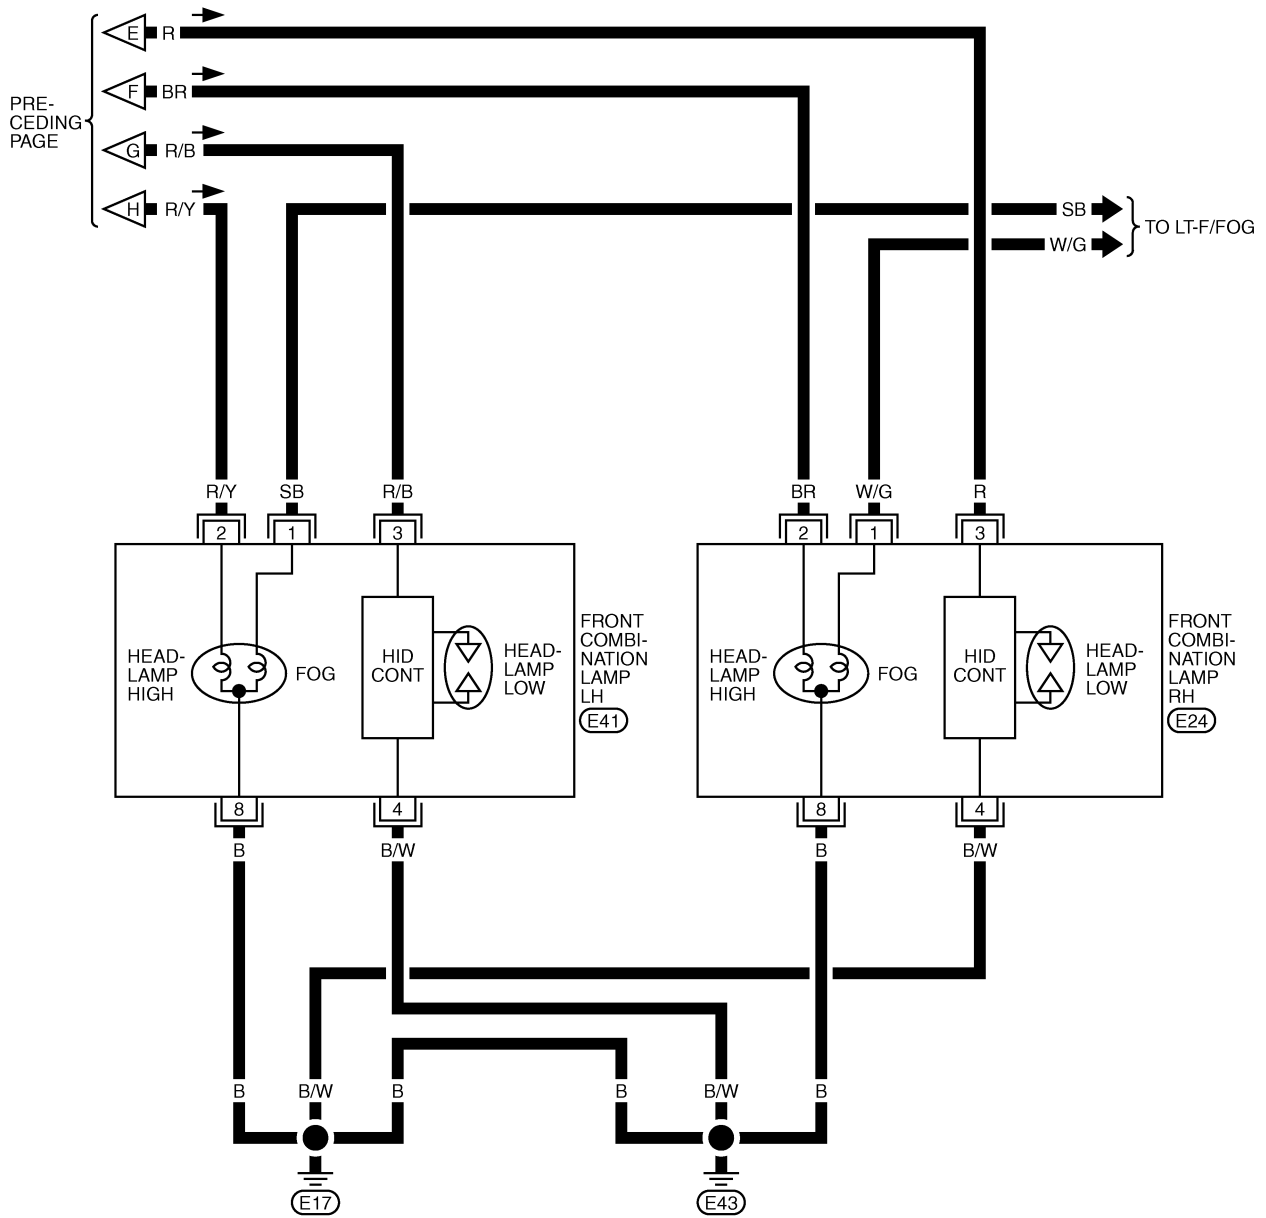 E R
F BR
PRE-
CEDING
PAGE
G R/B
H R/Y
SB
TO LT-F/FOG
W/G
R/Y SB R/B BR W/G R
2 1 3 2 1 3
HEAD-
LAMP
HIGH
FOG
HID
CONT
HEAD-
LAMP
LOW
FRONT
COMBI-
NATION
LAMP
LH
E41
HEAD-
LAMP
HIGH
FOG
HID
CONT
HEAD-
LAMP
LOW
FRONT
COMBI-
NATION
LAMP
RH
E24
8 4 8 4
B B/W B B/W
B B/W B B B/W B
E17 E43